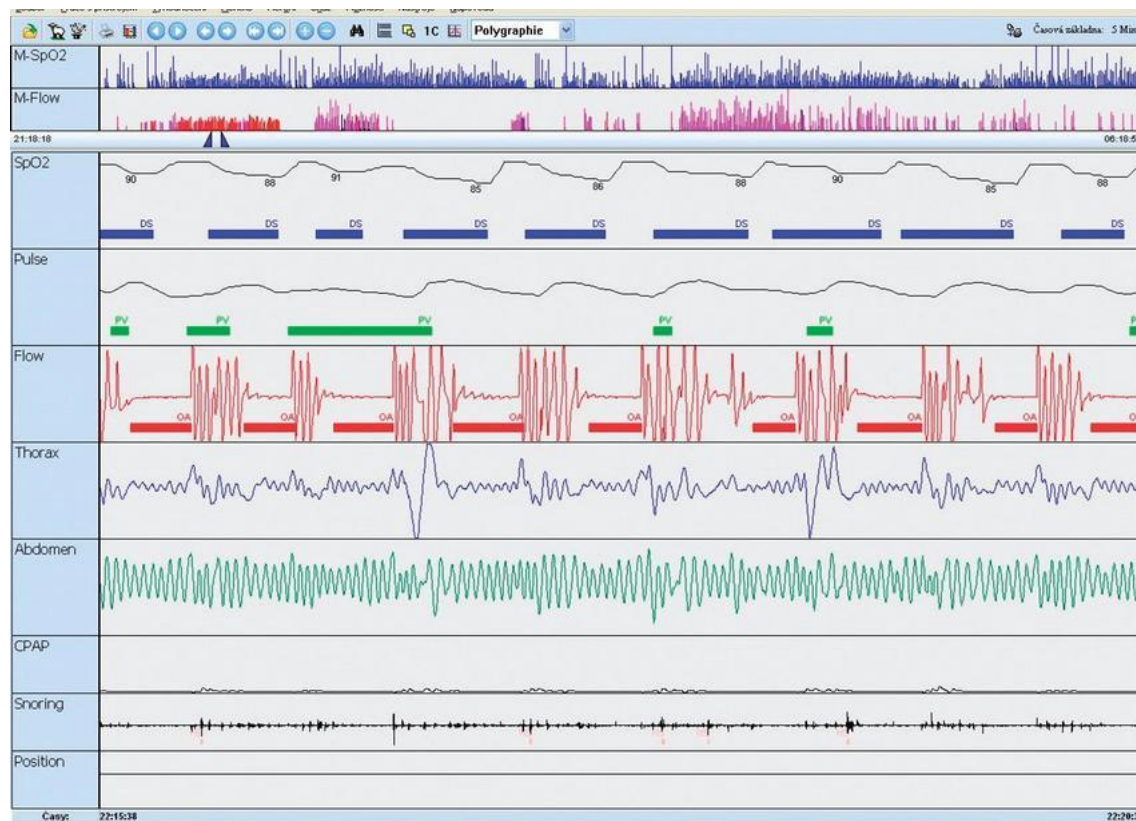 1C Polygraphie Časová základna: 5 Min
M-SpO2
M-Flow
21:18:18 06:18:5
SpO2
90 88 91 85 86 88 90 85 88
DS DS DS DS DS DS DS DS DS
Pulse
PV PV PV PV PV P
Flow
OA OA OA OA OA OA OA OA O
Thorax
Abdomen
CPAP
Snoring
Position
Časy: 22:15:38 22:20: